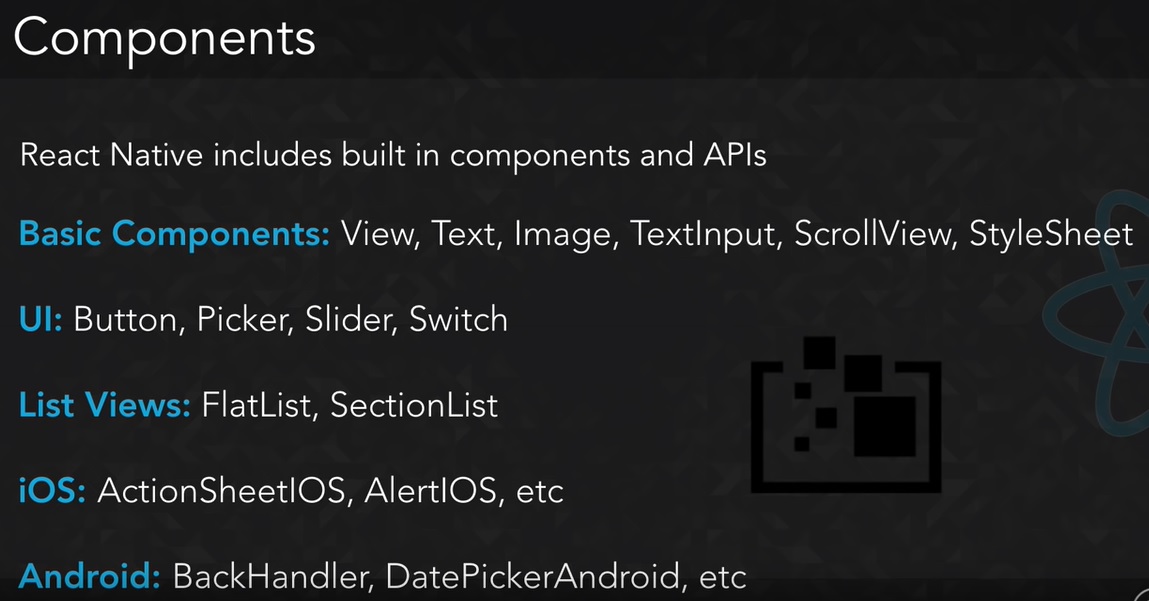 Components
React Native includes built in components and APIs
Basic Components: View, Text, Image, TextInput, ScrollView, StyleSheet
UI: Button, Picker, Slider, Switch
List Views: FlatList, SectionList
iOS: ActionSheetIOS, AlertIOS, etc
Android: BackHandler, DatePickerAndroid, etc